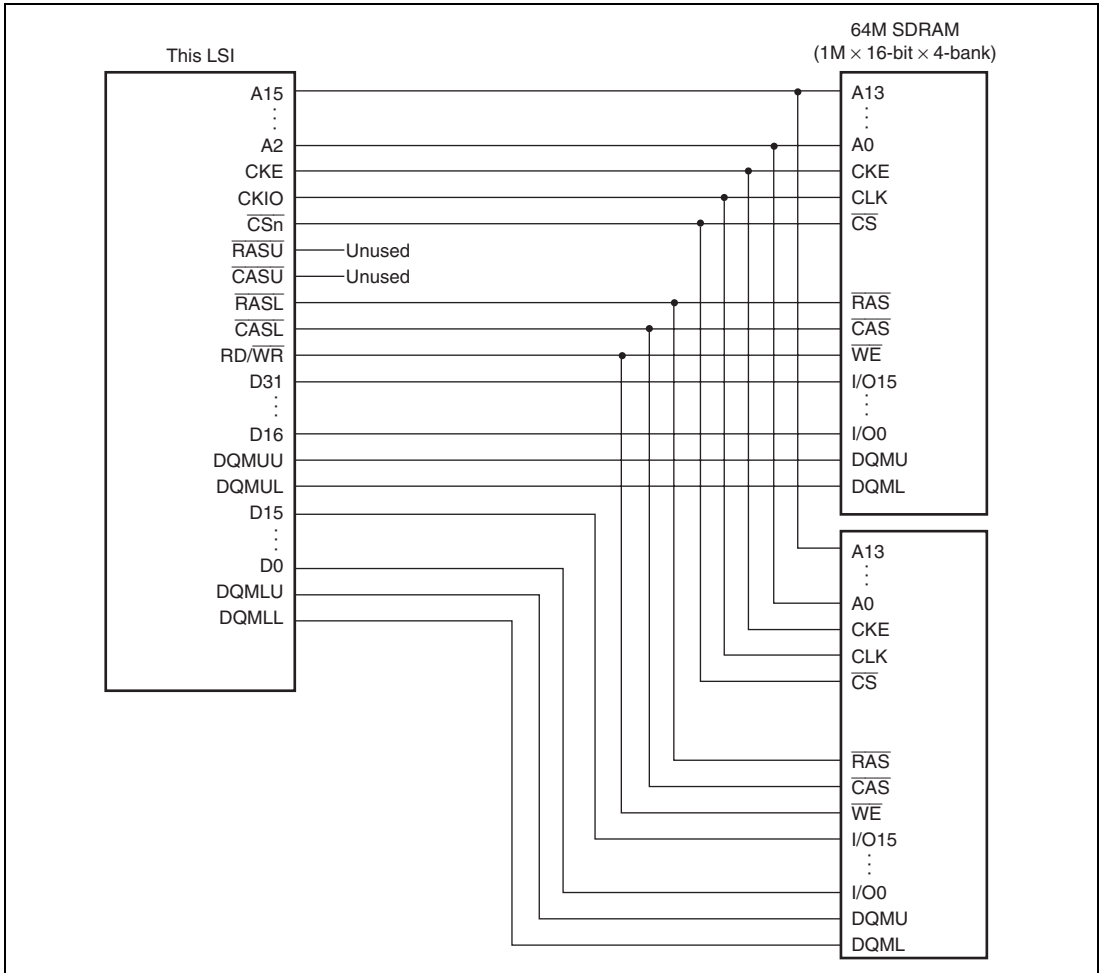 This LSI
A15
A2
CKE
CKIO
CSn
RASU
Unused
CASU
Unused
RASL
CASL
RD/WR
D31
D16
DQMUU
DQMUL
D15
D0
DQMLU
DQMLL
64M SDRAM
(1M × 16-bit × 4-bank)
A13
A0
CKE
CLK
CS
RAS
CAS
WE
I/O15
I/O0
DQMU
DQML
A13
A0
CKE
CLK
CS
RAS
CAS
WE
I/O15
I/O0
DQMU
DQML